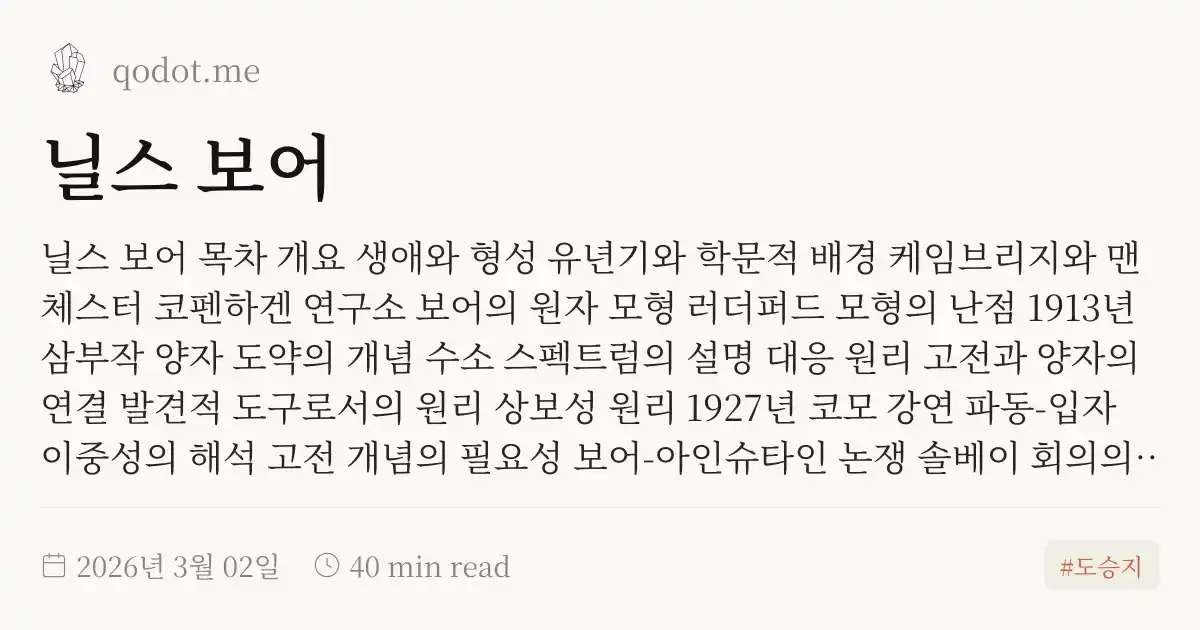 qodot.me
닐스 보어
닐스 보어 목차 개요 생애와 형성 유년기와 학문적 배경 케임브리지와 맨
체스터 코펜하겐 연구소 보어의 원자 모형 러더퍼드 모형의 난점 1913년
삼부작 양자 도약의 개념 수소 스펙트럼의 설명 대응 원리 고전과 양자의
연결 발견적 도구로서의 원리 상보성 원리 1927년 코모 강연 파동-입자
이중성의 해석 고전 개념의 필요성 보어-아인슈타인 논쟁 솔베이 회의의··
2026년 3월 02일
40 min read
#도승지